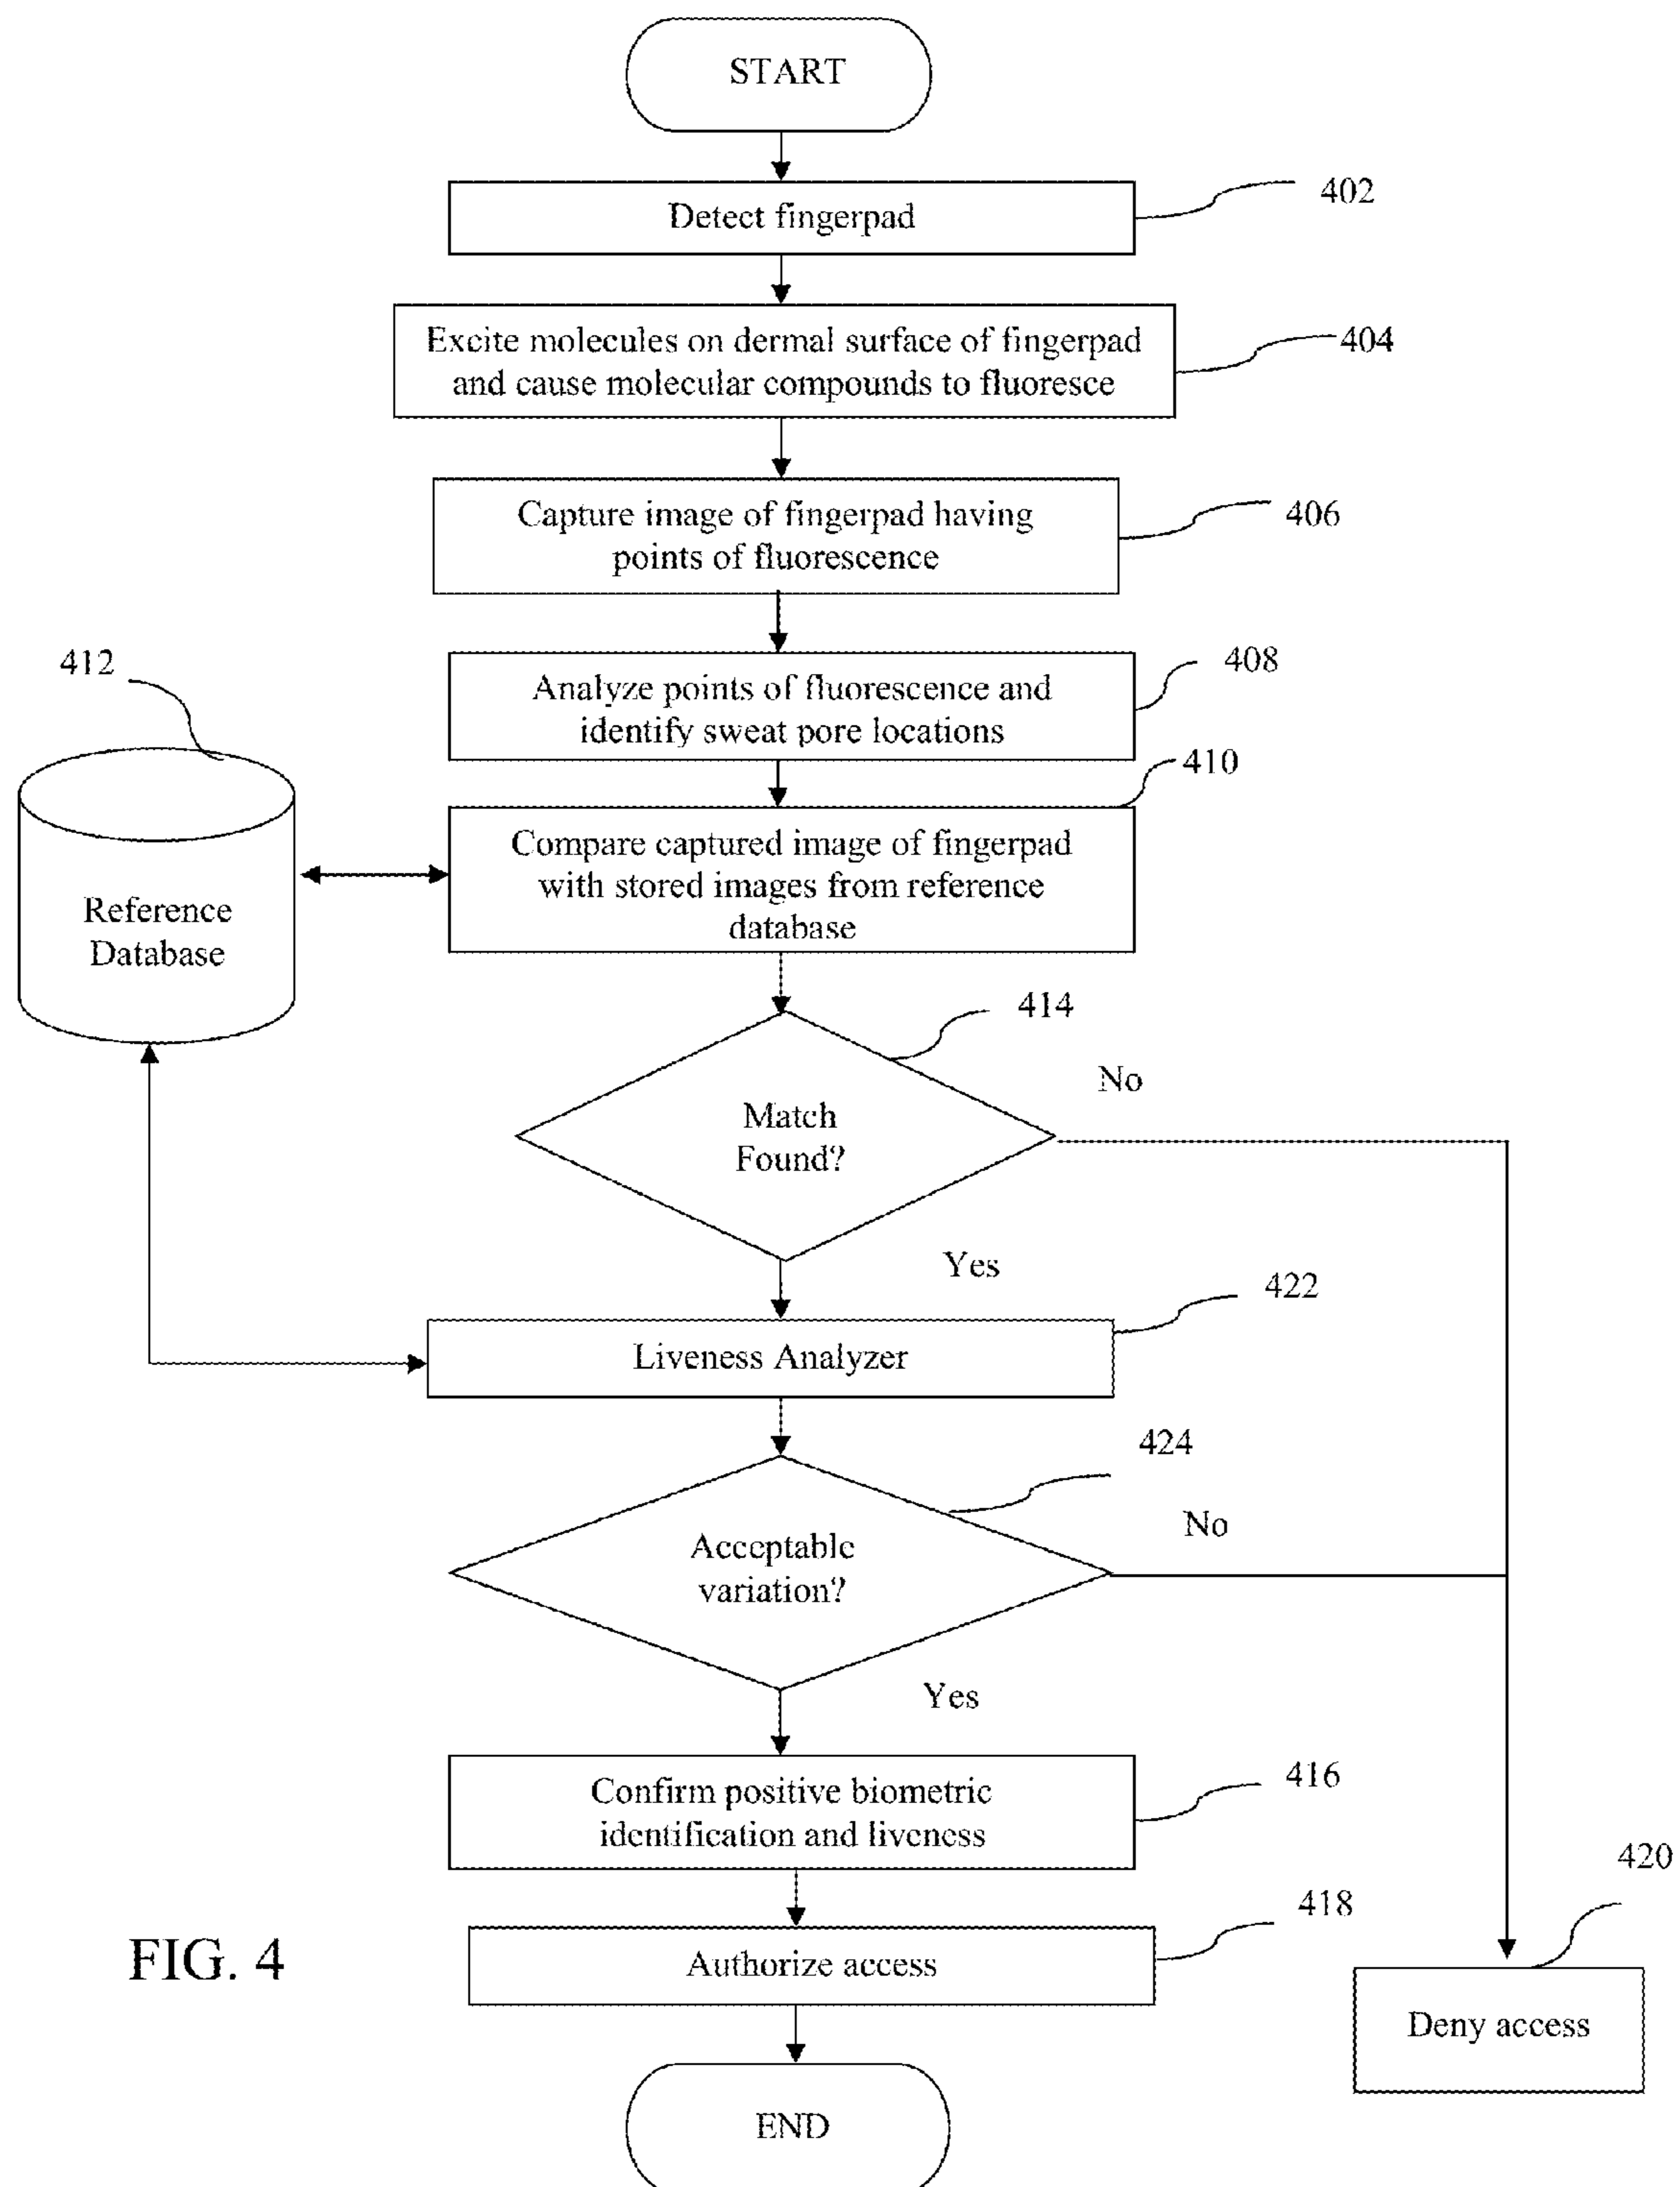 START
Detect fingerpad
402
Excite molecules on dermal surface of fingerpad
and cause molecular compounds to fluoresce
404
Capture image of fingerpad having
points of fluorescence
406
412
Analyze points of fluorescence and
identify sweat pore locations
408
410
Reference
Database
Compare captured image of fingerpad
with stored images from reference
database
414
Match
Found?
No
Yes
422
Liveness Analyzer
424
Acceptable
variation?
No
Yes
Confirm positive biometric
identification and liveness
416
420
418
Authorize access
FIG. 4
Deny access
END